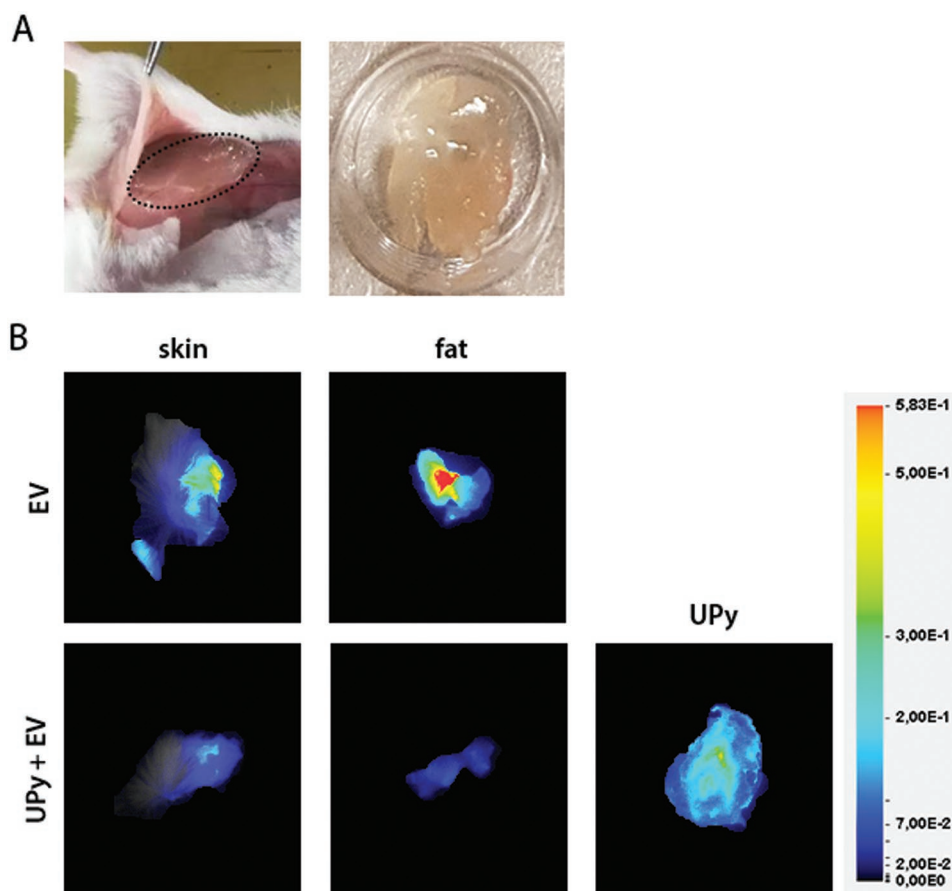 A
B
skin
fat
EV
UPy
UPy + EV
5,83E-1
5,00E-1
3,00E-1
2,00E-1
7,00E-2
2,00E-2
0,00E0